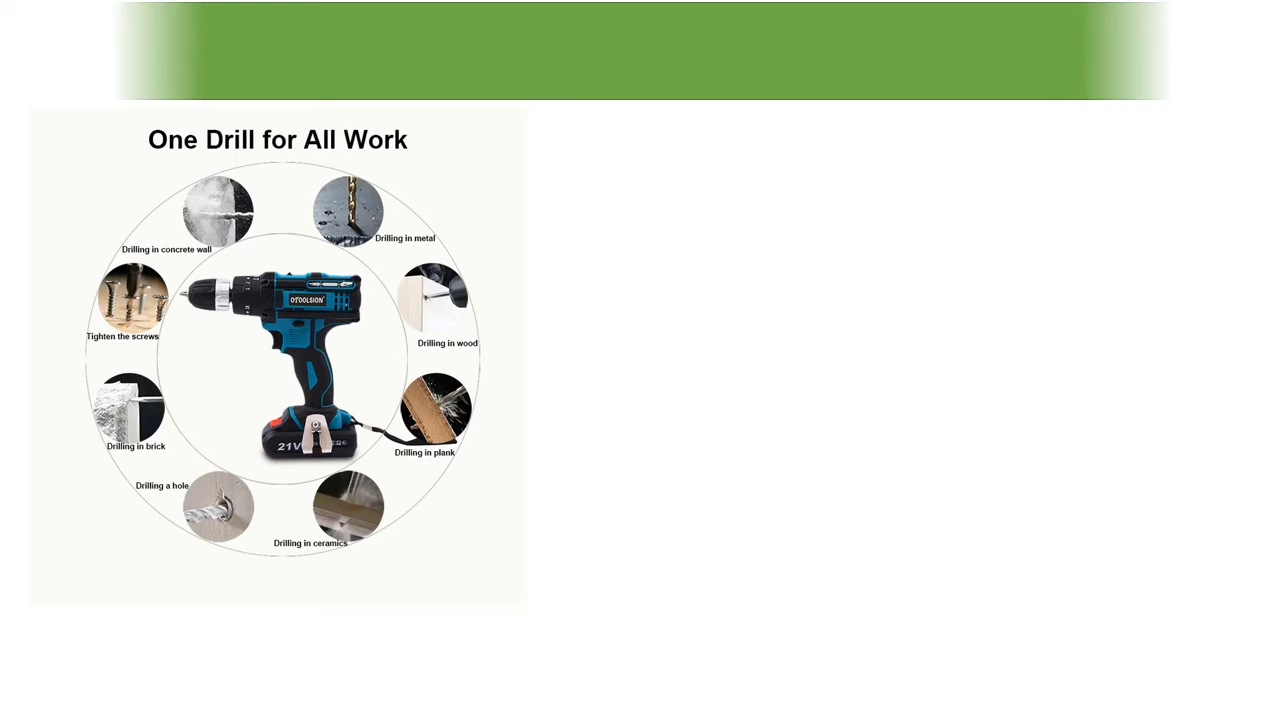 One Drill for All Work
Drilling in concrete wall
Drilling in metal
Tighten the screws
OTOOLSION
Drilling in wood
Drilling in brick
21V
Drilling in plank
Drilling a hole
Drilling in ceramics